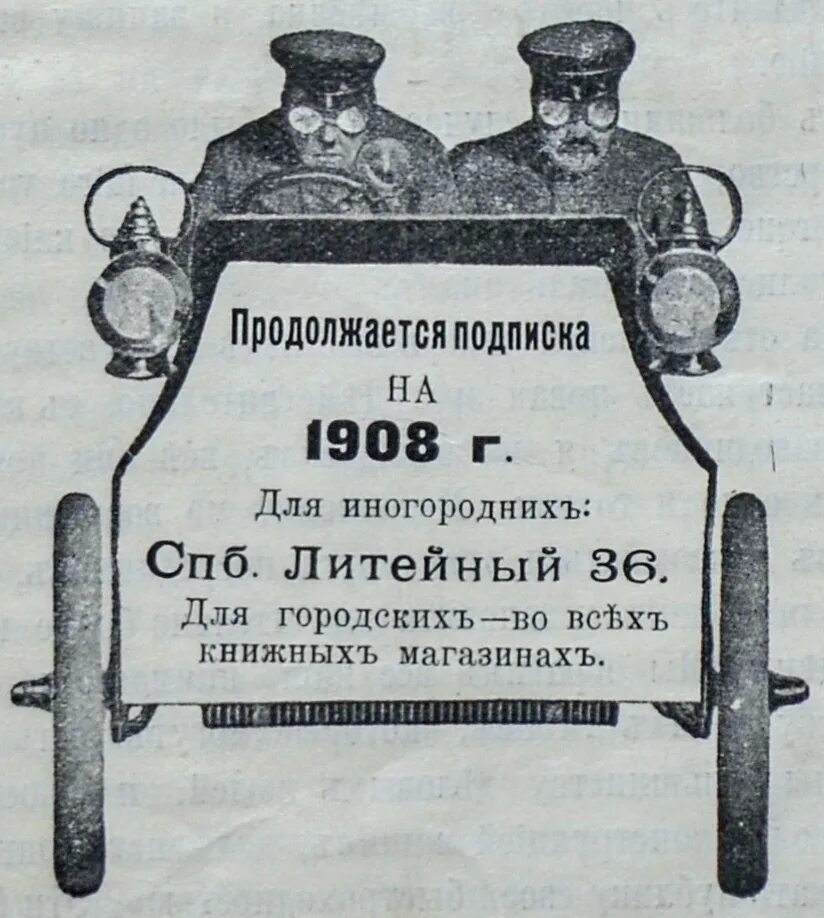 Продолжается подписка
НА
1908 г.
Для иногороднихъ:
Спб. Литейный 36.
Для городскихъ—во всѣхъ
книжныхъ магазинахъ.